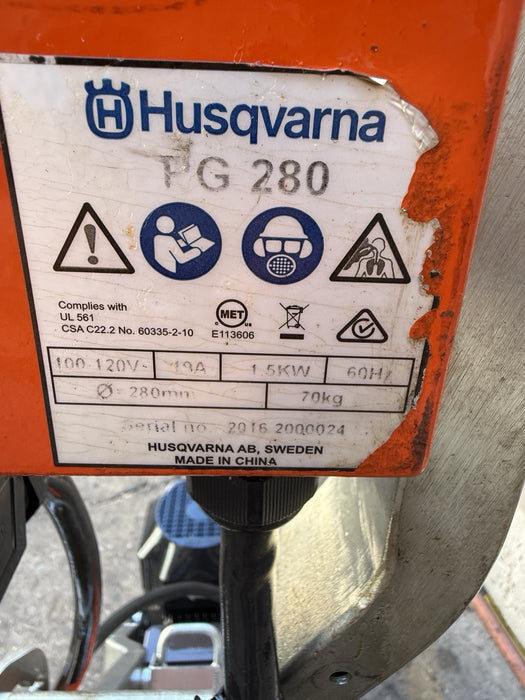 Husqvarna
PG 280
Complies with
UL 561
CSA C22.2 No. 60335-2-10
MET
E113606
100-120V~ 19A 1.5KW 60Hz
Ø 280mm 70kg
Serial no. 2016 2000024
HUSQVARNA AB, SWEDEN
MADE IN CHINA